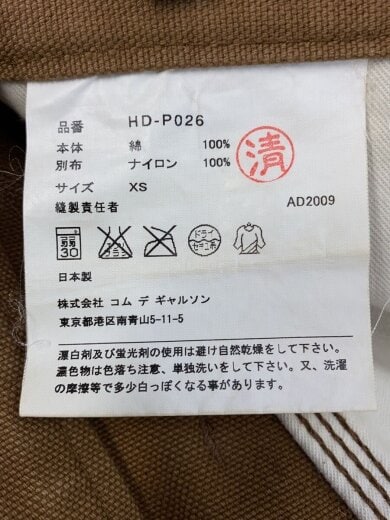 品番 HD-P026
本体 綿 100%
別布 ナイロン 100%
清
サイズ XS
縫製責任者 AD2009
30
ドライ
セキユ系
日本製
株式会社 コム デ ギャルソン
東京都港区南青山5-11-5
漂白剤及び蛍光剤の使用は避け自然乾燥をして下さい。
濃色物は色落ち注意、単独洗いをして下さい。又、洗濯
の摩擦等で多少白っぽくなる事が あります。